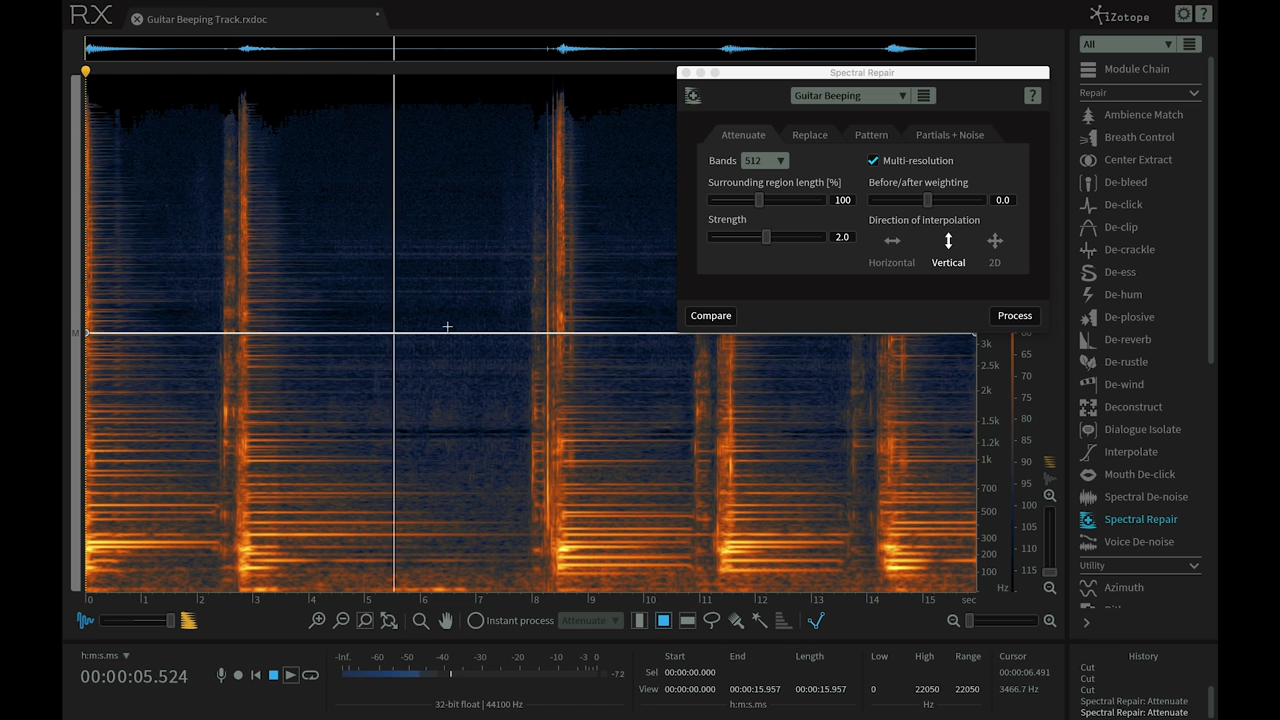 RX
Guitar Beeping Track.rxdoc
iZotope
?
All
Module Chain
Repair
Ambience Match
Breath Control
Center Extract
De-bleed
De-click
De-clip
De-crackle
De-ess
De-hum
De-plosive
De-reverb
De-rustle
De-wind
Deconstruct
Dialogue Isolate
Interpolate
Mouth De-click
Spectral De-noise
Spectral Repair
Voice De-noise
Utility
Azimuth
Spectral Repair
Guitar Beeping
?
Attenuate Replace Pattern Partials + Noise
Bands 512
Multi-resolution
Surrounding region length [%]
100
Before/after weighting
0.0
Strength
2.0
Direction of interpolation
Horizontal Vertical 2D
Compare Process
M
3k
2.5k
2k
1.5k
1.2k
1k
700
500
300
200
100
Hz
65
70
75
80
85
90
95
100
105
110
115
0 1 2 3 4 5 6 7 8 9 10 11 12 13 14 15 sec
Instant process Attenuate
h:m:s.ms
00:00:05.524
-Inf. -60 -50 -40 -30 -20 -10 -3 0
-72
32-bit float | 44100 Hz
Start End Length
Sel 00:00:00.000
View 00:00:00.000 00:00:15.957 00:00:15.957
h:m:s.ms
Low High Range
0 22050 22050
Hz
Cursor
00:00:06.491
3466.7 Hz
History
Cut
Cut
Cut
Spectral Repair: Attenuate
Spectral Repair: Attenuate